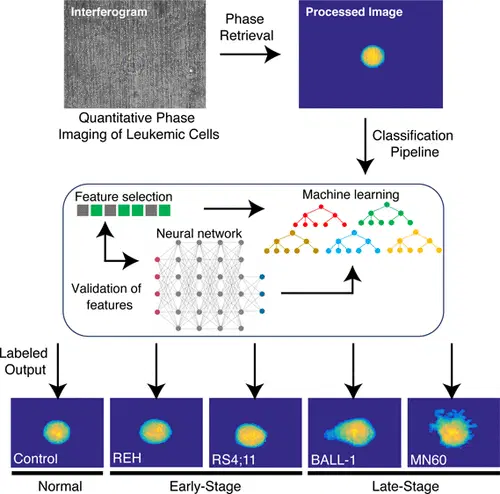 Interferogram
Phase
Retrieval
Processed Image
Quantitative Phase
Imaging of Leukemic Cells
Classification
Pipeline
Feature selection
Machine learning
Neural network
Validation of
features
Labeled
Output
Control
REH
RS4;11
BALL-1
MN60
Normal
Early-Stage
Late-Stage